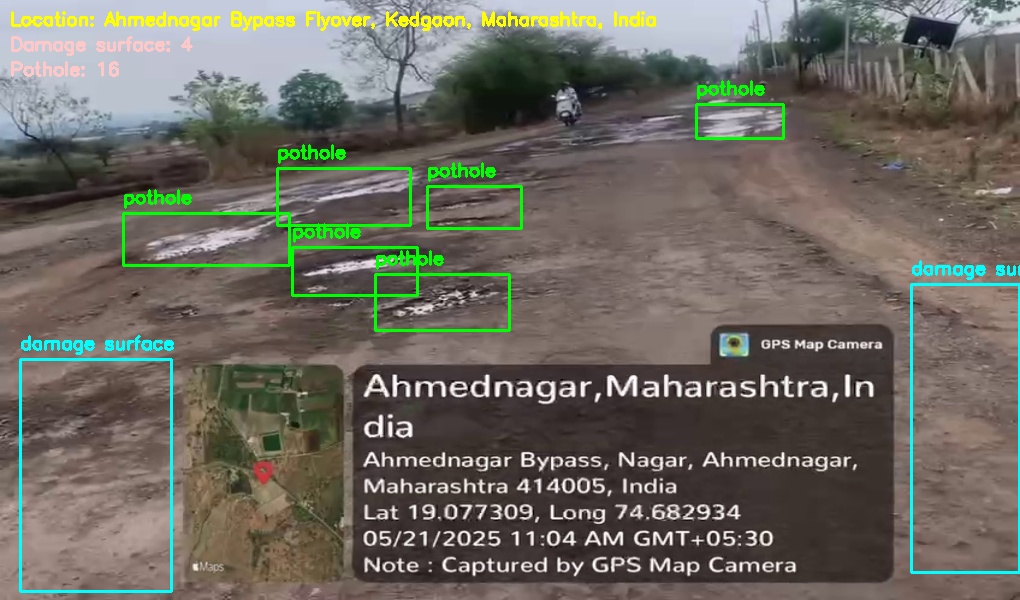 Location: Ahmednagar Bypass Flyover, Kedgaon, Maharashtra, India
Damage surface: 4
Pothole: 16
pothole
pothole
pothole
pothole
pothole
pothole
damage sur
damage surface
GPS Map Camera
Ahmednagar,Maharashtra,In
dia
Ahmednagar Bypass, Nagar, Ahmednagar,
Maharashtra 414005, India
Lat 19.077309, Long 74.682934
05/21/2025 11:04 AM GMT+05:30
Note : Captured by GPS Map Camera
Maps